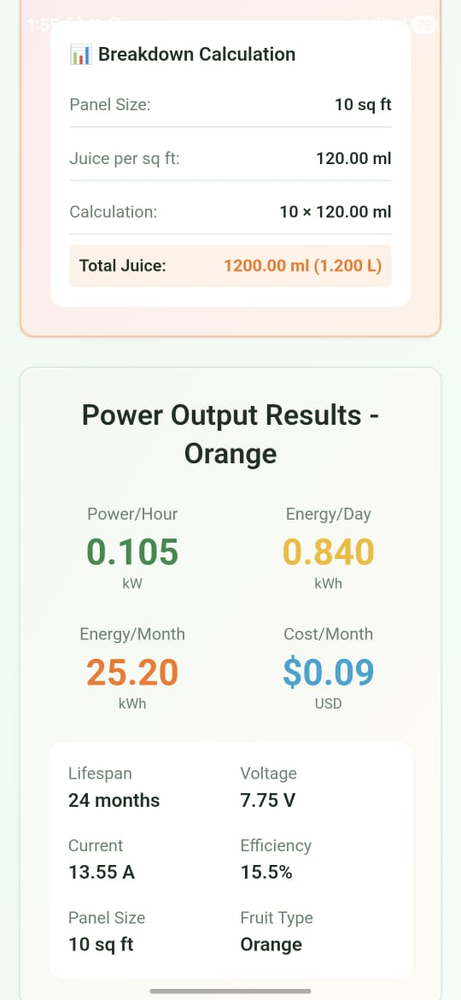 📊 Breakdown Calculation
Panel Size: 10 sq ft
Juice per sq ft: 120.00 ml
Calculation: 10 × 120.00 ml
Total Juice: 1200.00 ml (1.200 L)
Power Output Results -
Orange
Power/Hour Energy/Day
0.105 0.840
kW kWh
Energy/Month Cost/Month
25.20 $0.09
kWh USD
Lifespan Voltage
24 months 7.75 V
Current Efficiency
13.55 A 15.5%
Panel Size Fruit Type
10 sq ft Orange